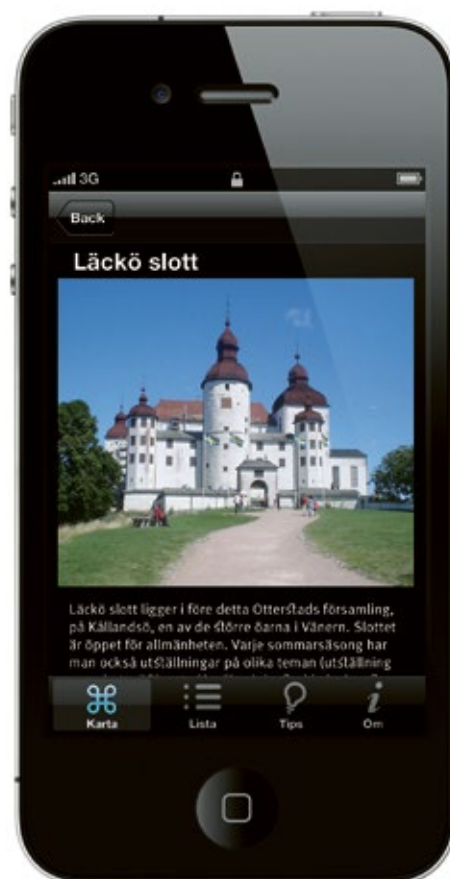 3G
Back
Läckö slott
Läckö slott ligger i före detta Otterstads församling,
på Kållandsö, en av de större öarna i Vänern. Slottet
är öppet för allmänheten. Varje sommarsäsong har
man också utställningar på olika teman (utställning
Karta
Lista
Tips
Om